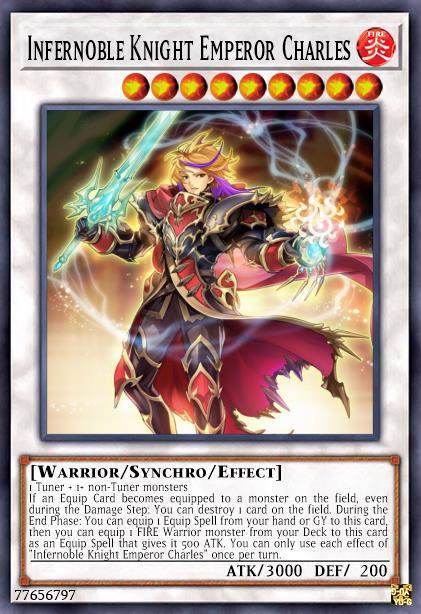 INFERNOBLE KNIGHT EMPEROR CHARLES
FIRE
炎
[WARRIOR/SYNCHRO/EFFECT]
1 Tuner + 1+ non-Tuner monsters
If an Equip Card becomes equipped to a monster on the field, even
during the Damage Step: You can destroy 1 card on the field. During the
End Phase: You can equip 1 Equip Spell from your hand or GY to this card,
then you can equip 1 FIRE Warrior monster from your Deck to this card
as an Equip Spell that gives it 500 ATK. You can only use each effect of
"Infernoble Knight Emperor Charles" once per turn.
ATK/3000 DEF/ 200
77656797